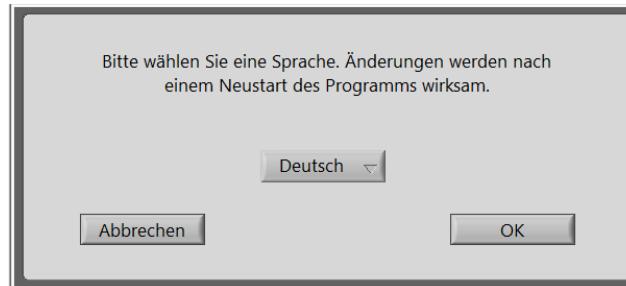 Bitte wählen Sie eine Sprache. Änderungen werden nach
einem Neustart des Programms wirksam.
Deutsch
Abbrechen
OK